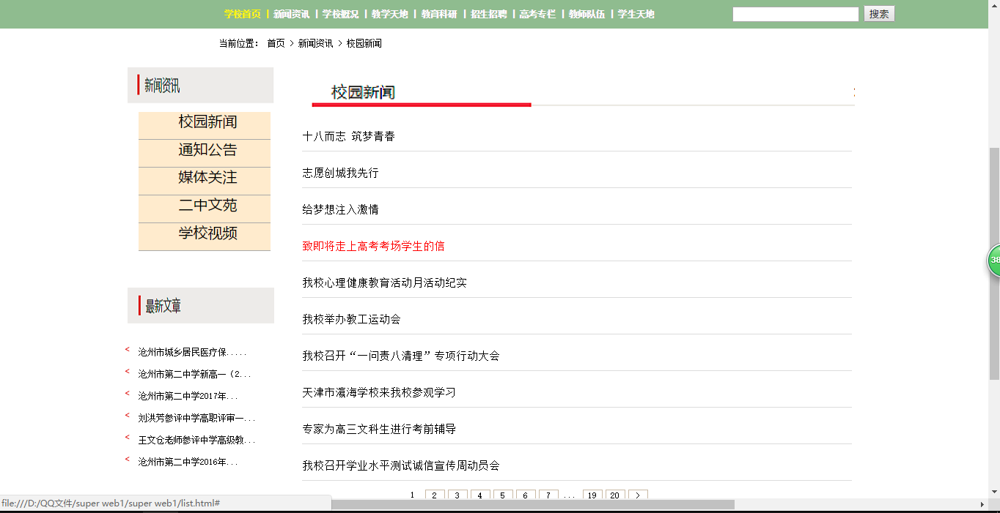 学校首页 | 新闻资讯 | 学校概况 | 教学天地 | 教育科研 | 招生招聘 | 高考专栏 | 教师队伍 | 学生天地 搜索
当前位置： 首页 > 新闻资讯 > 校园新闻
新闻资讯
校园新闻
通知公告
媒体关注
二中文苑
学校视频
最新文章
< 沧州市城乡居民医疗保.....
< 沧州市第二中学新高一（2...
< 沧州市第二中学2017年...
< 刘洪芳参评中学高职评审一...
< 王文仓老师参评中学高级教...
< 沧州市第二中学2016年...
校园新闻
十八而志 筑梦青春
志愿创城我先行
给梦想注入激情
致即将走上高考考场学生的信
我校心理健康教育活动月活动纪实
我校举办教工运动会
我校召开“一问责八清理”专项行动大会
天津市瀛海学校来我校参观学习
专家为高三文科生进行考前辅导
我校召开学业水平测试诚信宣传周动员会
1 2 3 4 5 6 7 ... 19 20 >
file:///D:/QQ文件/super web1/super web1/list.html#
38